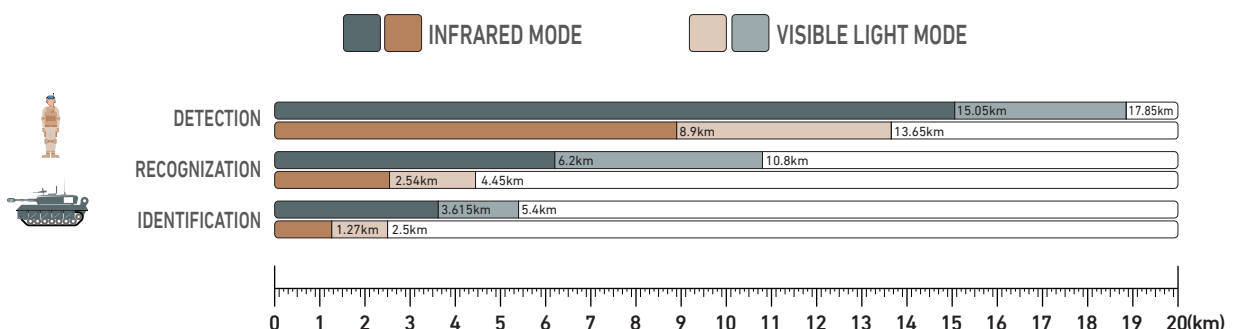 INFRARED MODE VISIBLE LIGHT MODE
DETECTION 15.05km 17.85km
8.9km 13.65km
RECOGNIZATION 6.2km 10.8km
2.54km 4.45km
IDENTIFICATION 3.615km 5.4km
1.27km 2.5km
0 1 2 3 4 5 6 7 8 9 10 11 12 13 14 15 16 17 18 19 20(km)